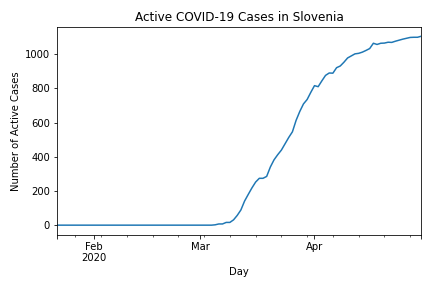 Active COVID-19 Cases in Slovenia
Number of Active Cases
1000
800
600
400
200
0
Feb
2020
Mar
Apr
Day